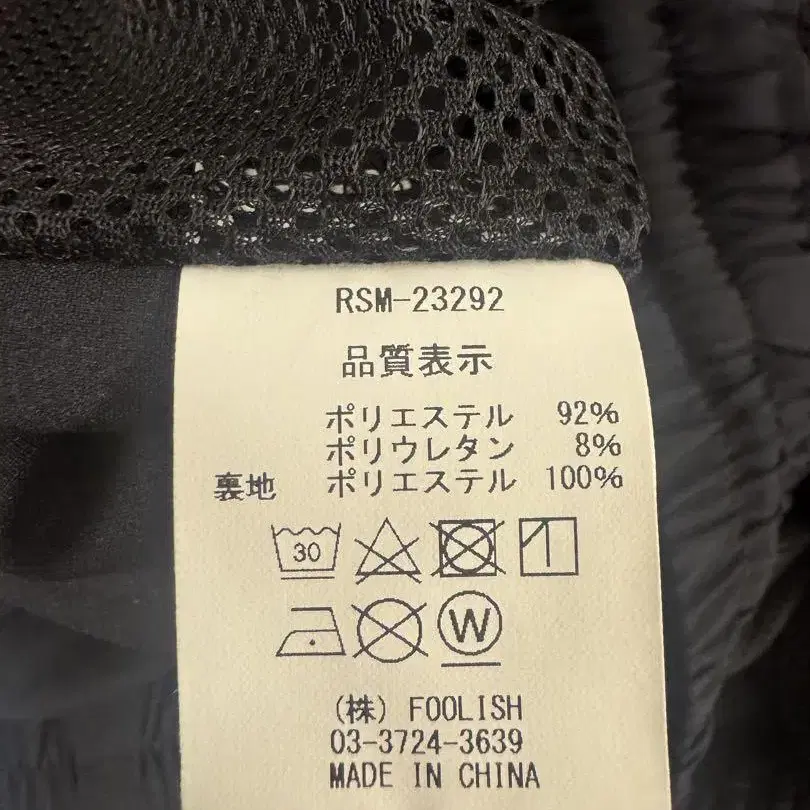 RSM-23292
品質表示
ポリエステル 92%
ポリウレタン 8%
裏地 ポリエステル 100%
30
W
(株) FOOLISH
03-3724-3639
MADE IN CHINA